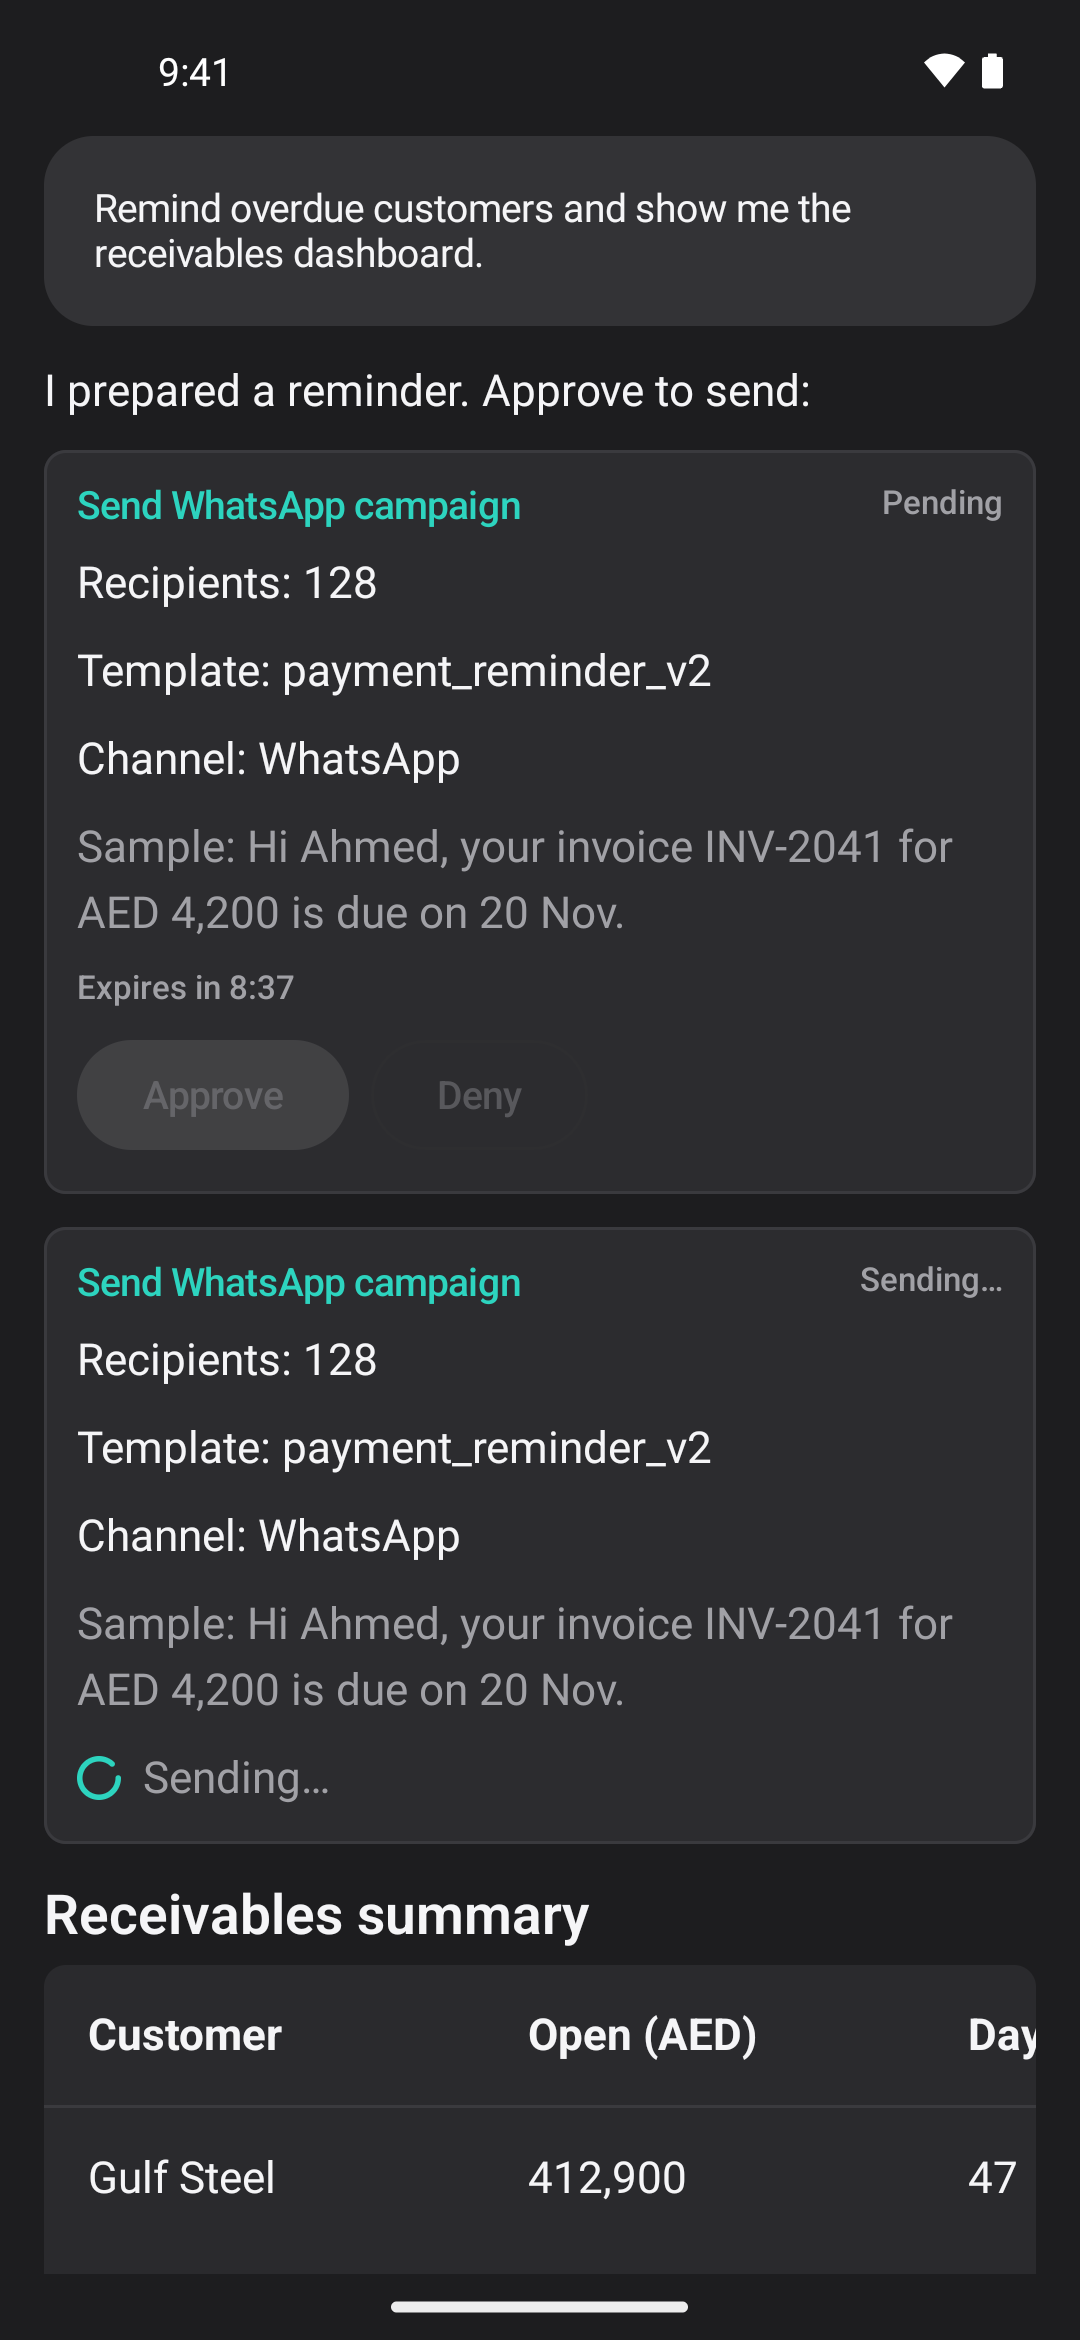 9:41
Remind overdue customers and show me the
receivables dashboard.
I prepared a reminder. Approve to send:
Send WhatsApp campaign
Pending
Recipients: 128
Template: payment_reminder_v2
Channel: WhatsApp
Sample: Hi Ahmed, your invoice INV-2041 for
AED 4,200 is due on 20 Nov.
Expires in 8:37
Approve
Deny
Send WhatsApp campaign
Sending…
Recipients: 128
Template: payment_reminder_v2
Channel: WhatsApp
Sample: Hi Ahmed, your invoice INV-2041 for
AED 4,200 is due on 20 Nov.
Sending…
Receivables summary
Customer Open (AED) Day
Gulf Steel 412,900 47